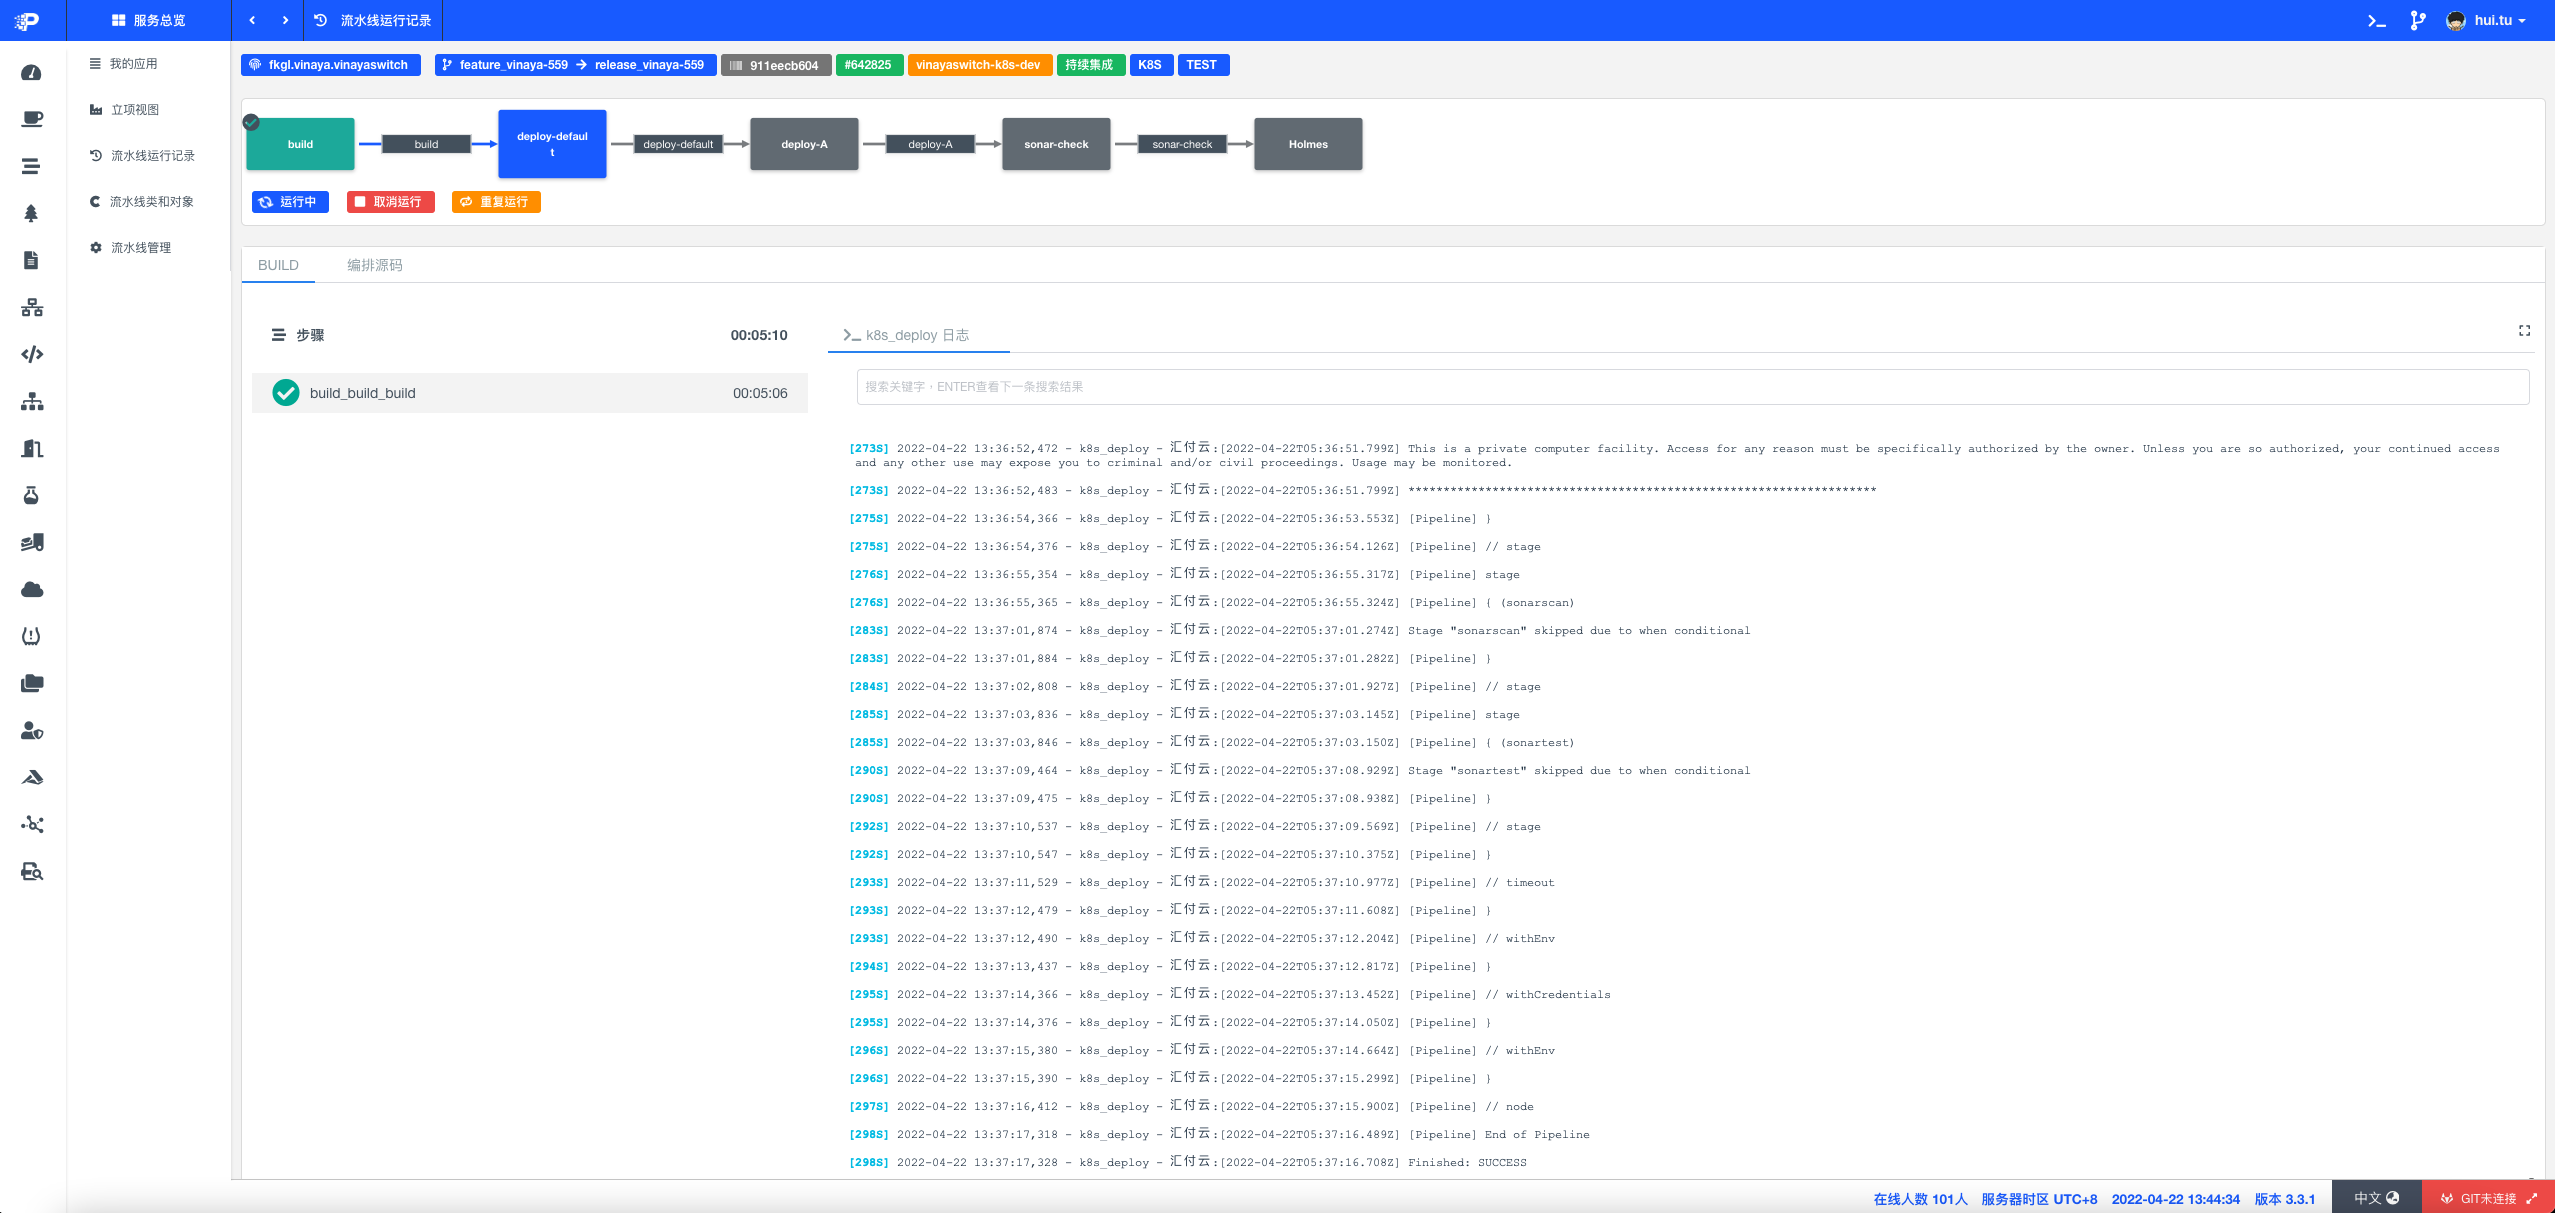 服务总览
流水线运行记录
hui.tu
我的应用
立项视图
流水线运行记录
流水线类和对象
流水线管理
fkgl.vinaya.vinayaswitch
feature_vinaya-559 → release_vinaya-559
911eecb604
#642825
vinayaswitch-k8s-dev
持续集成
K8S
TEST
build
build
deploy-defaul
t
deploy-default
deploy-A
deploy-A
sonar-check
sonar-check
Holmes
运行中
取消运行
重复运行
BUILD
编排源码
步骤
00:05:10
build_build_build
00:05:06
k8s_deploy 日志
搜索关键字，ENTER查看下一条搜索结果
[273S] 2022-04-22 13:36:52,472 - k8s_deploy - 汇付云:[2022-04-22T05:36:51.799Z] This is a private computer facility. Access for any reason must be specifically authorized by the owner. Unless you are so authorized, your continued access
and any other use may expose you to criminal and/or civil proceedings. Usage may be monitored.
[273S] 2022-04-22 13:36:52,483 - k8s_deploy - 汇付云:[2022-04-22T05:36:51.799Z] *******************************************************************
[275S] 2022-04-22 13:36:54,366 - k8s_deploy - 汇付云:[2022-04-22T05:36:53.553Z] [Pipeline] }
[275S] 2022-04-22 13:36:54,376 - k8s_deploy - 汇付云:[2022-04-22T05:36:54.126Z] [Pipeline] // stage
[276S] 2022-04-22 13:36:55,354 - k8s_deploy - 汇付云:[2022-04-22T05:36:55.317Z] [Pipeline] stage
[276S] 2022-04-22 13:36:55,365 - k8s_deploy - 汇付云:[2022-04-22T05:36:55.324Z] [Pipeline] { (sonarscan)
[283S] 2022-04-22 13:37:01,874 - k8s_deploy - 汇付云:[2022-04-22T05:37:01.274Z] Stage "sonarscan" skipped due to when conditional
[283S] 2022-04-22 13:37:01,884 - k8s_deploy - 汇付云:[2022-04-22T05:37:01.282Z] [Pipeline] }
[284S] 2022-04-22 13:37:02,808 - k8s_deploy - 汇付云:[2022-04-22T05:37:01.927Z] [Pipeline] // stage
[285S] 2022-04-22 13:37:03,836 - k8s_deploy - 汇付云:[2022-04-22T05:37:03.145Z] [Pipeline] stage
[285S] 2022-04-22 13:37:03,846 - k8s_deploy - 汇付云:[2022-04-22T05:37:03.150Z] [Pipeline] { (sonartest)
[290S] 2022-04-22 13:37:09,464 - k8s_deploy - 汇付云:[2022-04-22T05:37:08.929Z] Stage "sonartest" skipped due to when conditional
[290S] 2022-04-22 13:37:09,475 - k8s_deploy - 汇付云:[2022-04-22T05:37:08.938Z] [Pipeline] }
[292S] 2022-04-22 13:37:10,537 - k8s_deploy - 汇付云:[2022-04-22T05:37:09.569Z] [Pipeline] // stage
[292S] 2022-04-22 13:37:10,547 - k8s_deploy - 汇付云:[2022-04-22T05:37:10.375Z] [Pipeline] }
[293S] 2022-04-22 13:37:11,529 - k8s_deploy - 汇付云:[2022-04-22T05:37:10.977Z] [Pipeline] // timeout
[293S] 2022-04-22 13:37:12,479 - k8s_deploy - 汇付云:[2022-04-22T05:37:11.608Z] [Pipeline] }
[293S] 2022-04-22 13:37:12,490 - k8s_deploy - 汇付云:[2022-04-22T05:37:12.204Z] [Pipeline] // withEnv
[294S] 2022-04-22 13:37:13,437 - k8s_deploy - 汇付云:[2022-04-22T05:37:12.817Z] [Pipeline] }
[295S] 2022-04-22 13:37:14,366 - k8s_deploy - 汇付云:[2022-04-22T05:37:13.452Z] [Pipeline] // withCredentials
[295S] 2022-04-22 13:37:14,376 - k8s_deploy - 汇付云:[2022-04-22T05:37:14.050Z] [Pipeline] }
[296S] 2022-04-22 13:37:15,380 - k8s_deploy - 汇付云:[2022-04-22T05:37:14.664Z] [Pipeline] // withEnv
[296S] 2022-04-22 13:37:15,390 - k8s_deploy - 汇付云:[2022-04-22T05:37:15.299Z] [Pipeline] }
[297S] 2022-04-22 13:37:16,412 - k8s_deploy - 汇付云:[2022-04-22T05:37:15.900Z] [Pipeline] // node
[298S] 2022-04-22 13:37:17,318 - k8s_deploy - 汇付云:[2022-04-22T05:37:16.489Z] [Pipeline] End of Pipeline
[298S] 2022-04-22 13:37:17,328 - k8s_deploy - 汇付云:[2022-04-22T05:37:16.708Z] Finished: SUCCESS
在线人数 101人 服务器时区 UTC+8 2022-04-22 13:44:34 版本 3.3.1
中文
GIT未连接